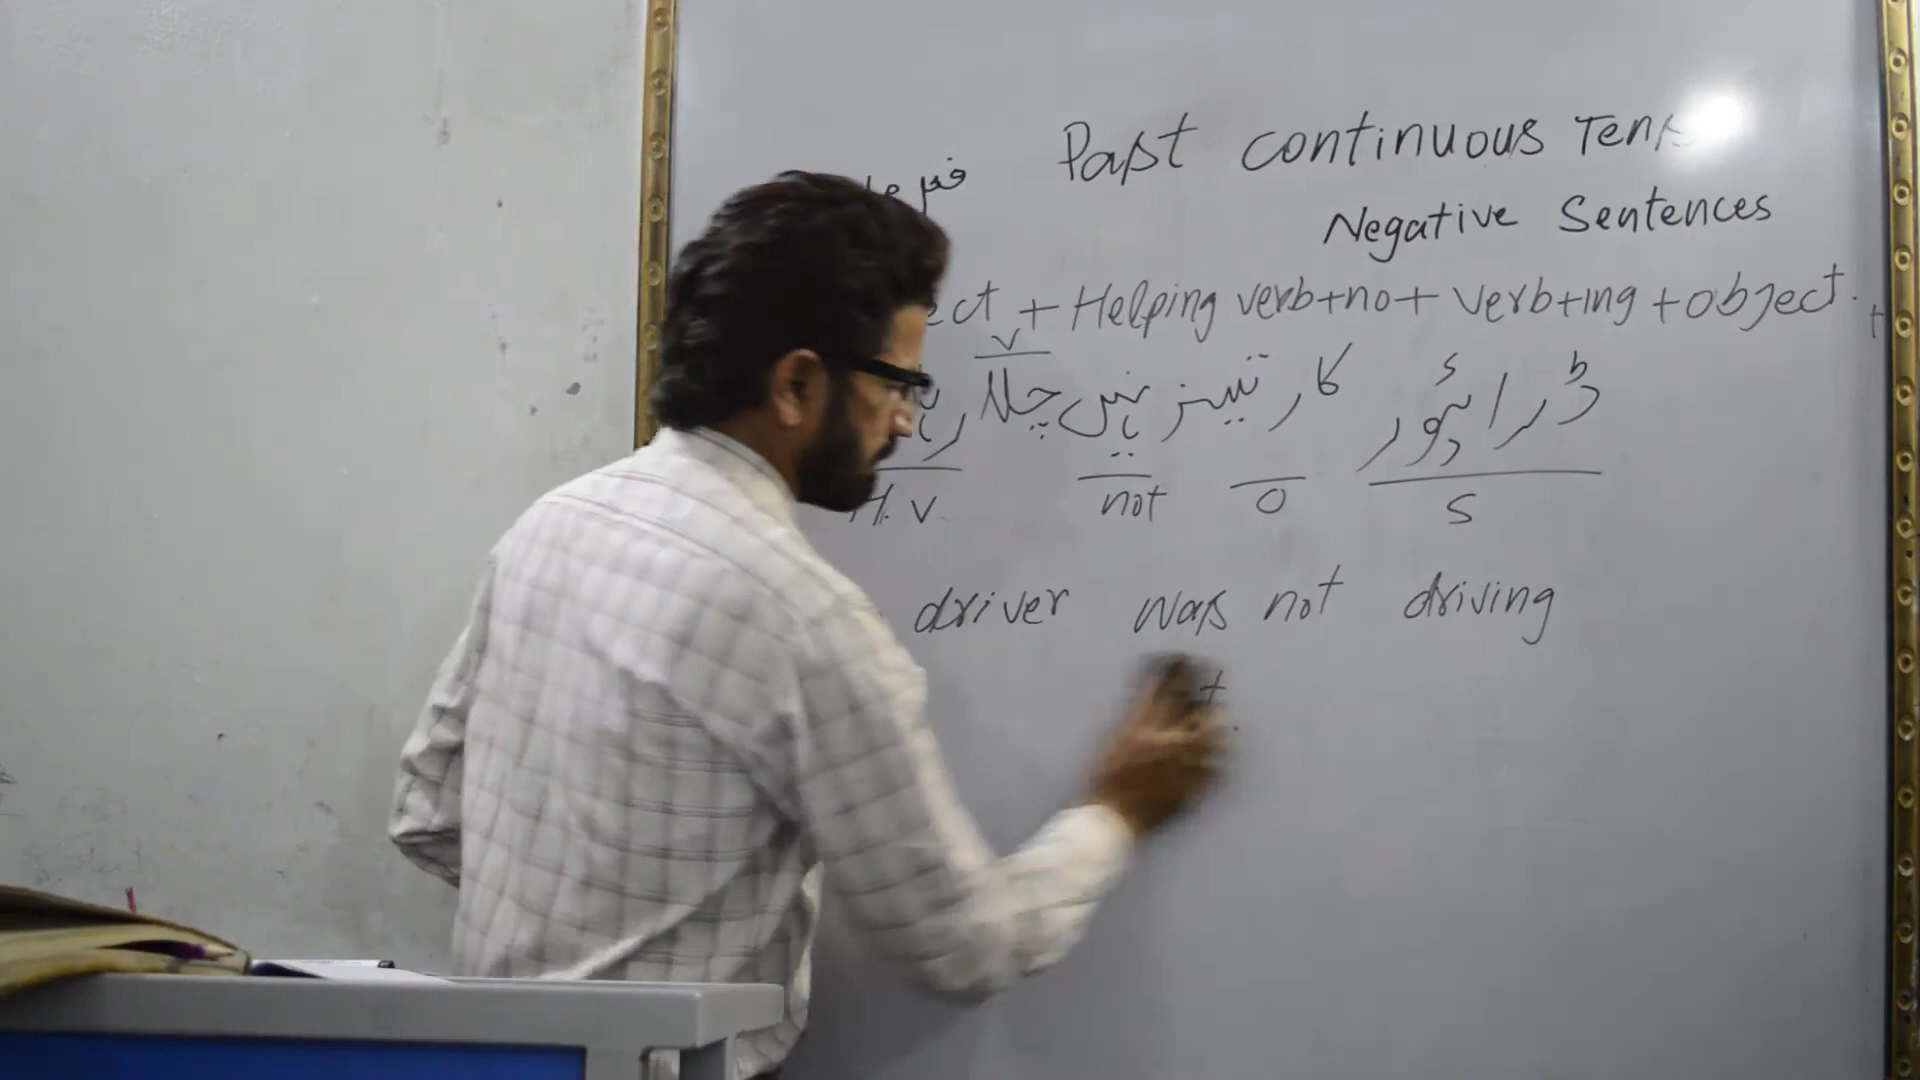 Past continuous Tens
Negative Sentences
ect + Helping verb+no+ verb+ing +object. +
v
ڈرائیور کار تیز نہیں چلا رہا
H.v not o s
driver was not driving